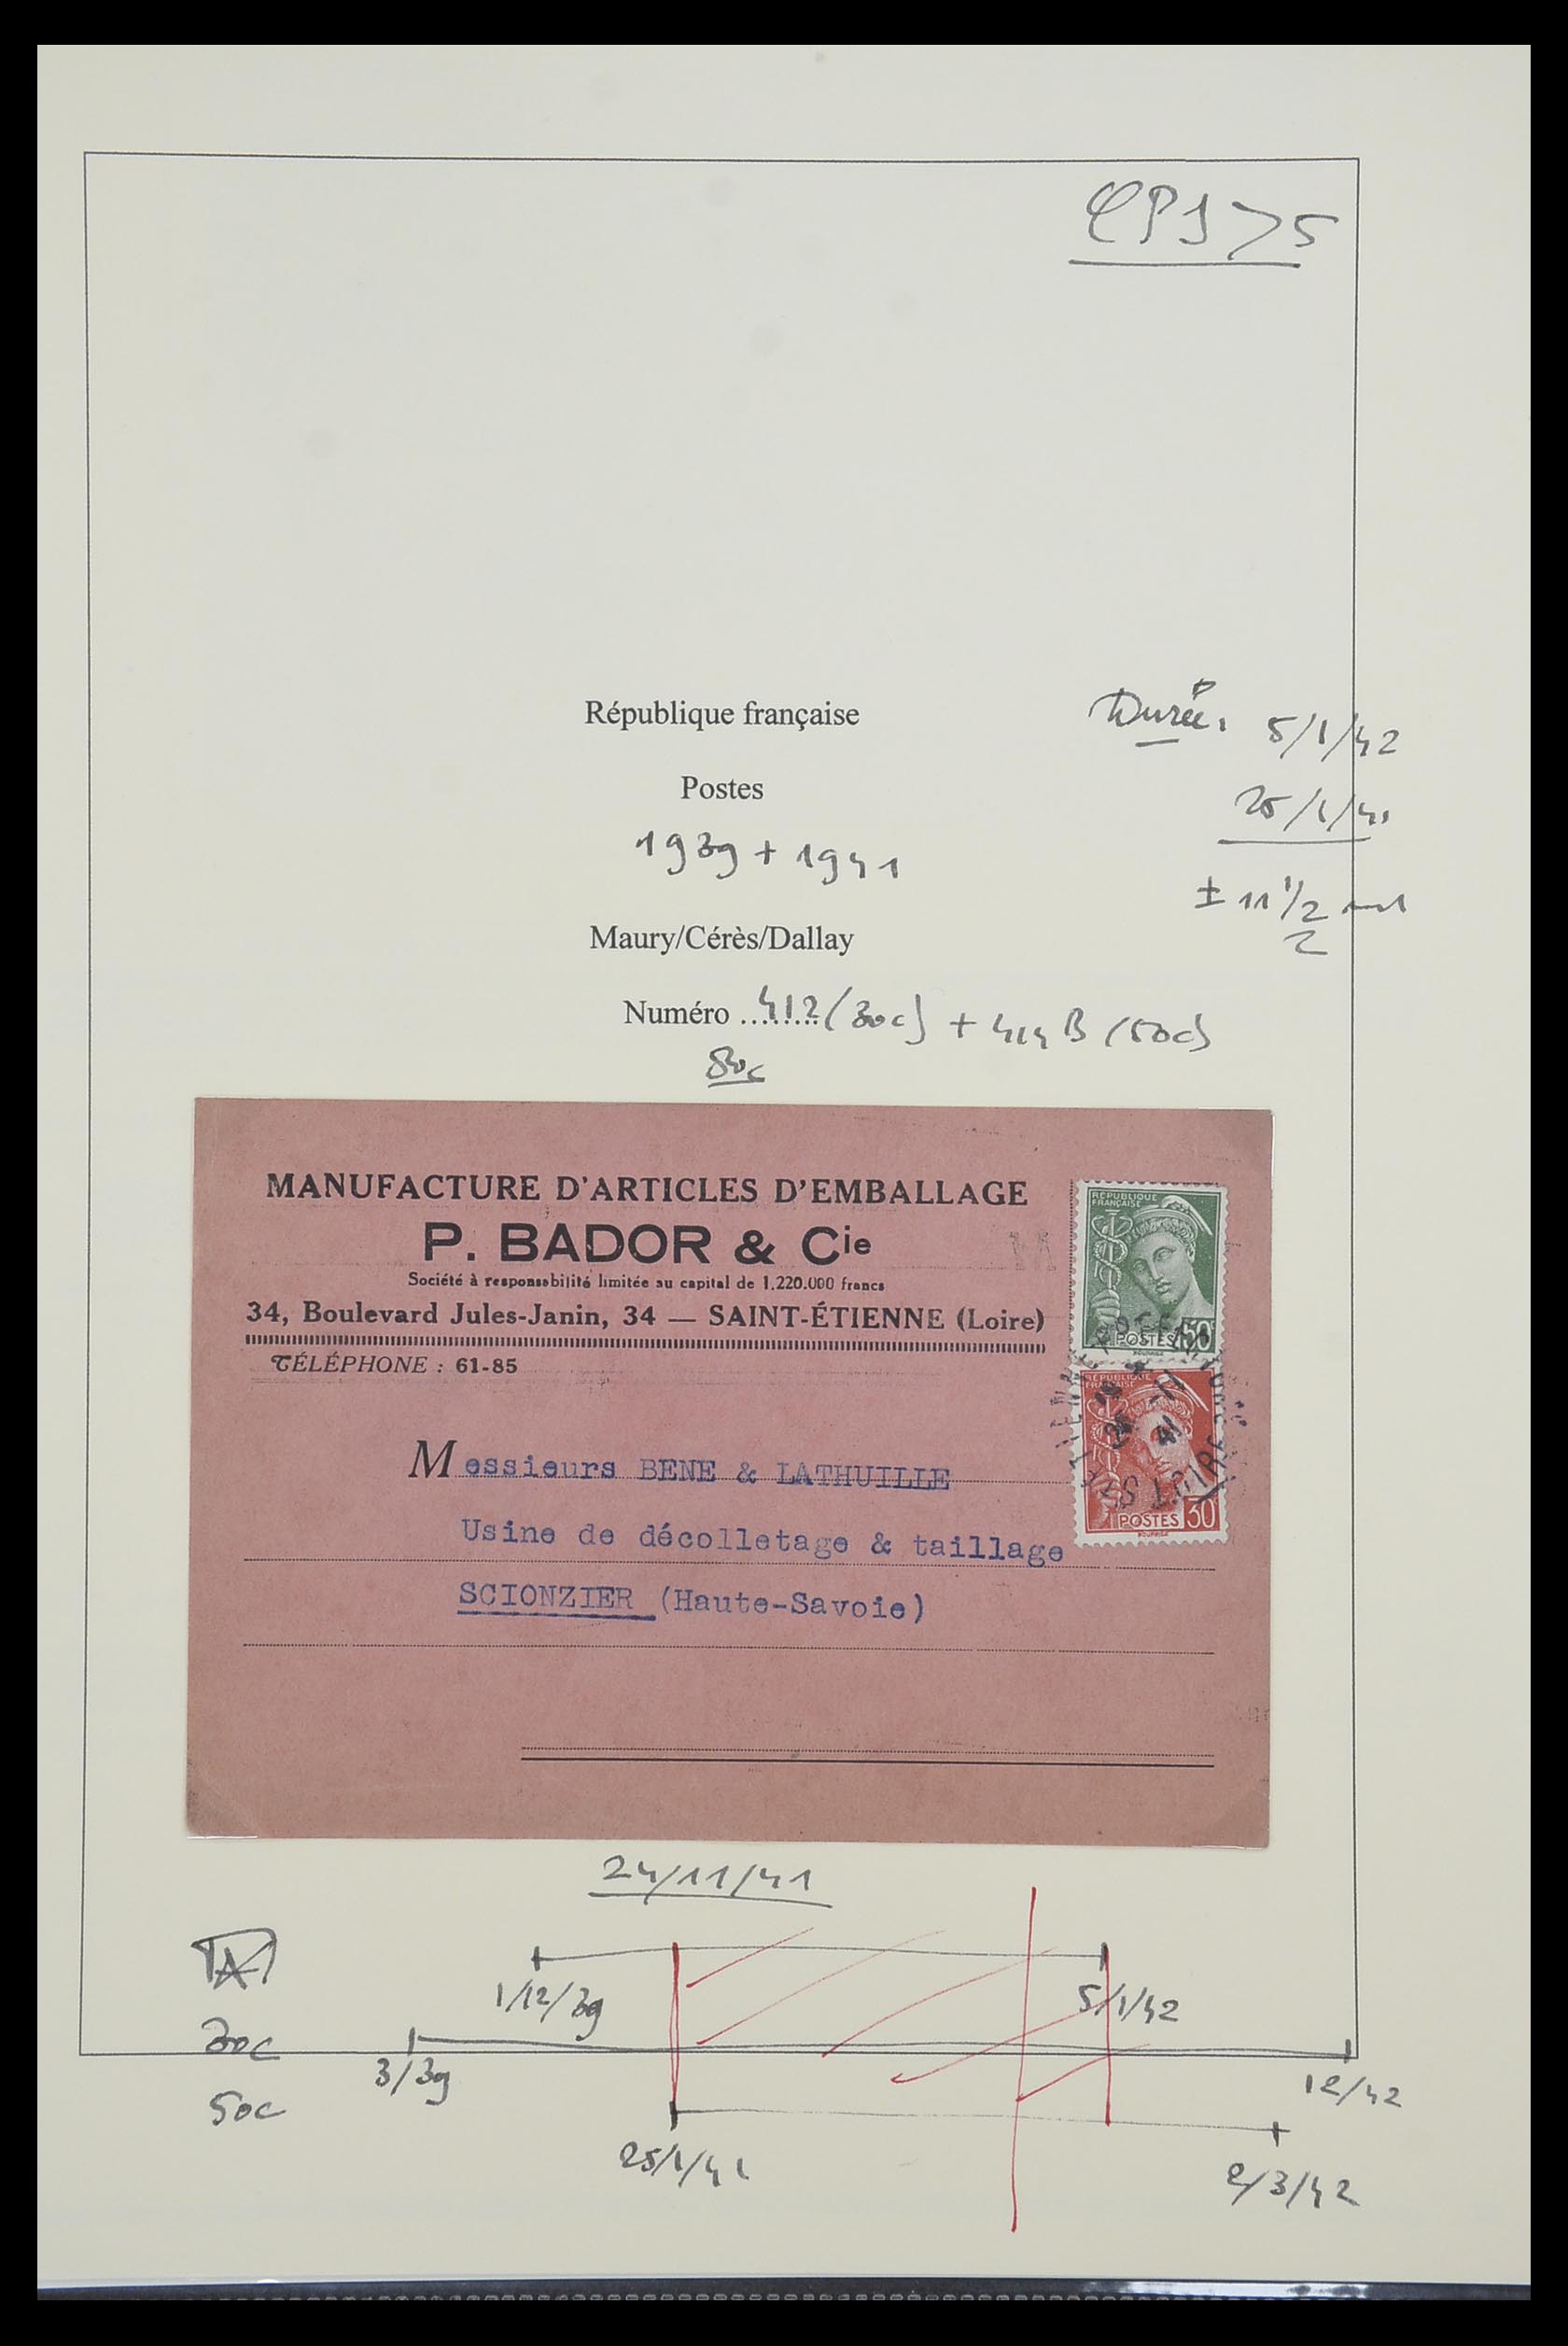 CPJ > 5
République française
Durée. 5/1/42
Postes
25/1/41
1939 + 1941
± 11 1/2
Maury/Cérès/Dallay
Numéro ........ 412 (30c) + 414 B (50c)
80c
MANUFACTURE D'ARTICLES D'EMBALLAGE
P. BADOR & Cie
Société à responsabilité limitée au capital de 1.220.000 francs
34, Boulevard Jules-Janin, 34 — SAINT-ÉTIENNE (Loire)
TÉLÉPHONE : 61-85
RÉPUBLIQUE
FRANÇAISE
POSTES 50
RÉPUBLIQUE
FRANÇAISE
POSTES 30
Messieurs BENE & LATHUILLE
Usine de décolletage & taillage
SCIONZIER (Haute-Savoie)
24/11/41
1/12/39
5/1/42
30c
3/39
12/42
50c
25/1/41
2/3/42